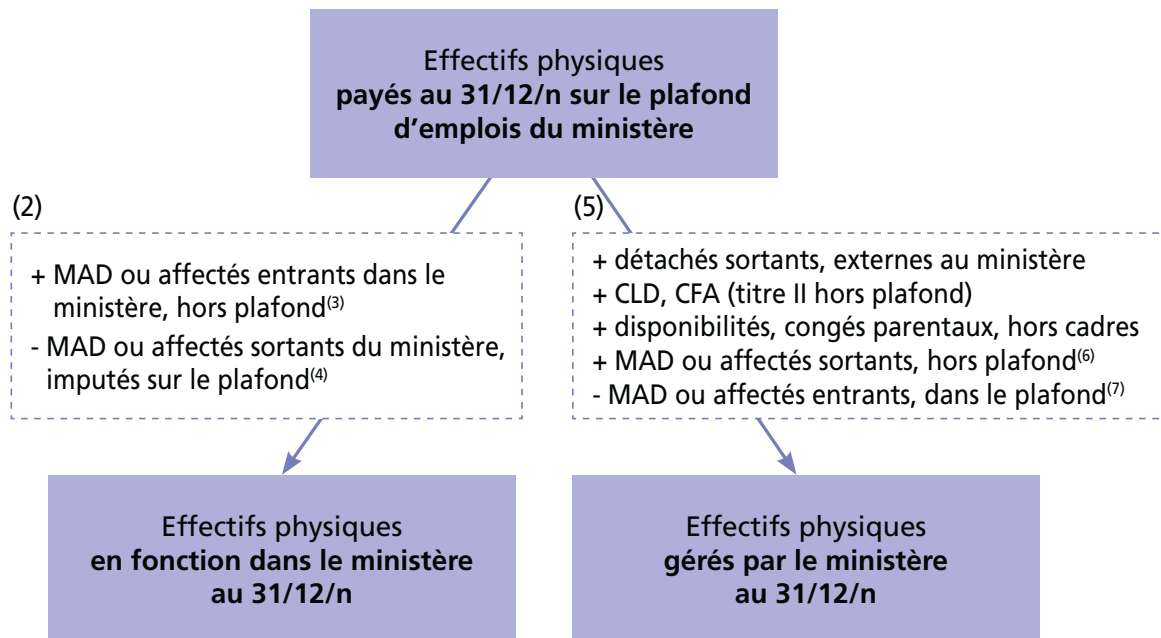 Effectifs physiques
payés au 31/12/n sur le plafond
d'emplois du ministère
(2)
+ MAD ou affectés entrants dans le
ministère, hors plafond(3)
- MAD ou affectés sortants du ministère,
imputés sur le plafond(4)
(5)
+ détachés sortants, externes au ministère
+ CLD, CFA (titre II hors plafond)
+ disponibilités, congés parentaux, hors cadres
+ MAD ou affectés sortants, hors plafond(6)
- MAD ou affectés entrants, dans le plafond(7)
Effectifs physiques
en fonction dans le ministère
au 31/12/n
Effectifs physiques
gérés par le ministère
au 31/12/n